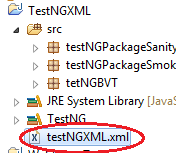 TestNGXML
src
testNGPackageSanity
testNGPackageSmok
tetNGBVT
JRE System Library [JavaS
TestNG
testNGXML.xml